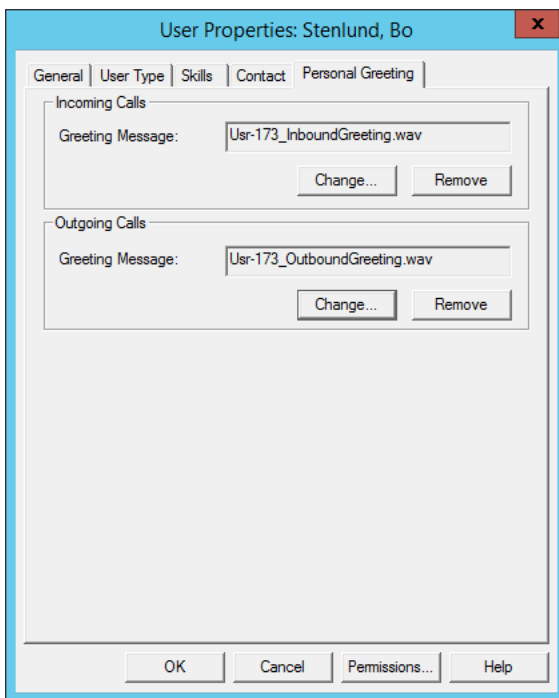 User Properties: Stenlund, Bo
x
General User Type Skills Contact Personal Greeting
Incoming Calls
Greeting Message: Usr-173_InboundGreeting.wav
Change... Remove
Outgoing Calls
Greeting Message: Usr-173_OutboundGreeting.wav
Change... Remove
OK Cancel Permissions... Help